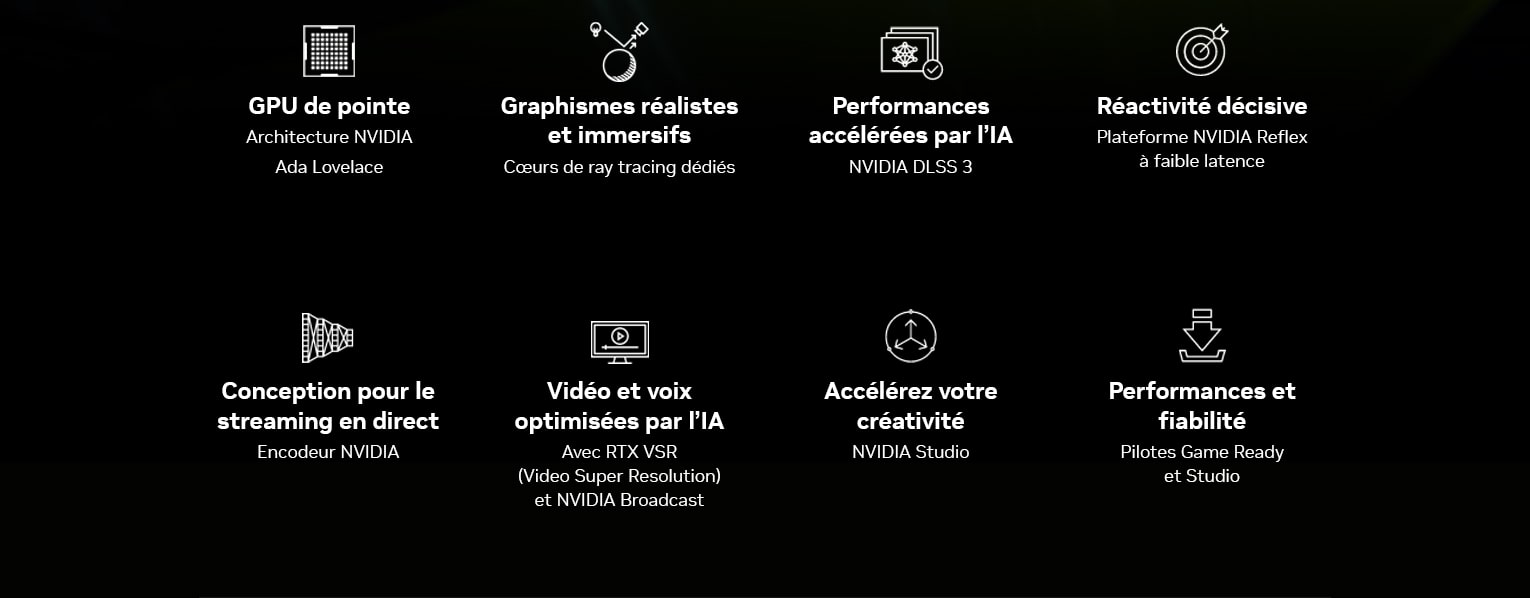 GPU de pointe
Architecture NVIDIA
Ada Lovelace
Graphismes réalistes
et immersifs
Cœurs de ray tracing dédiés
Performances
accélérées par l’IA
NVIDIA DLSS 3
Réactivité décisive
Plateforme NVIDIA Reflex
à faible latence
Conception pour le
streaming en direct
Encodeur NVIDIA
Vidéo et voix
optimisées par l’IA
Avec RTX VSR
(Video Super Resolution)
et NVIDIA Broadcast
Accélérez votre
créativité
NVIDIA Studio
Performances et
fiabilité
Pilotes Game Ready
et Studio